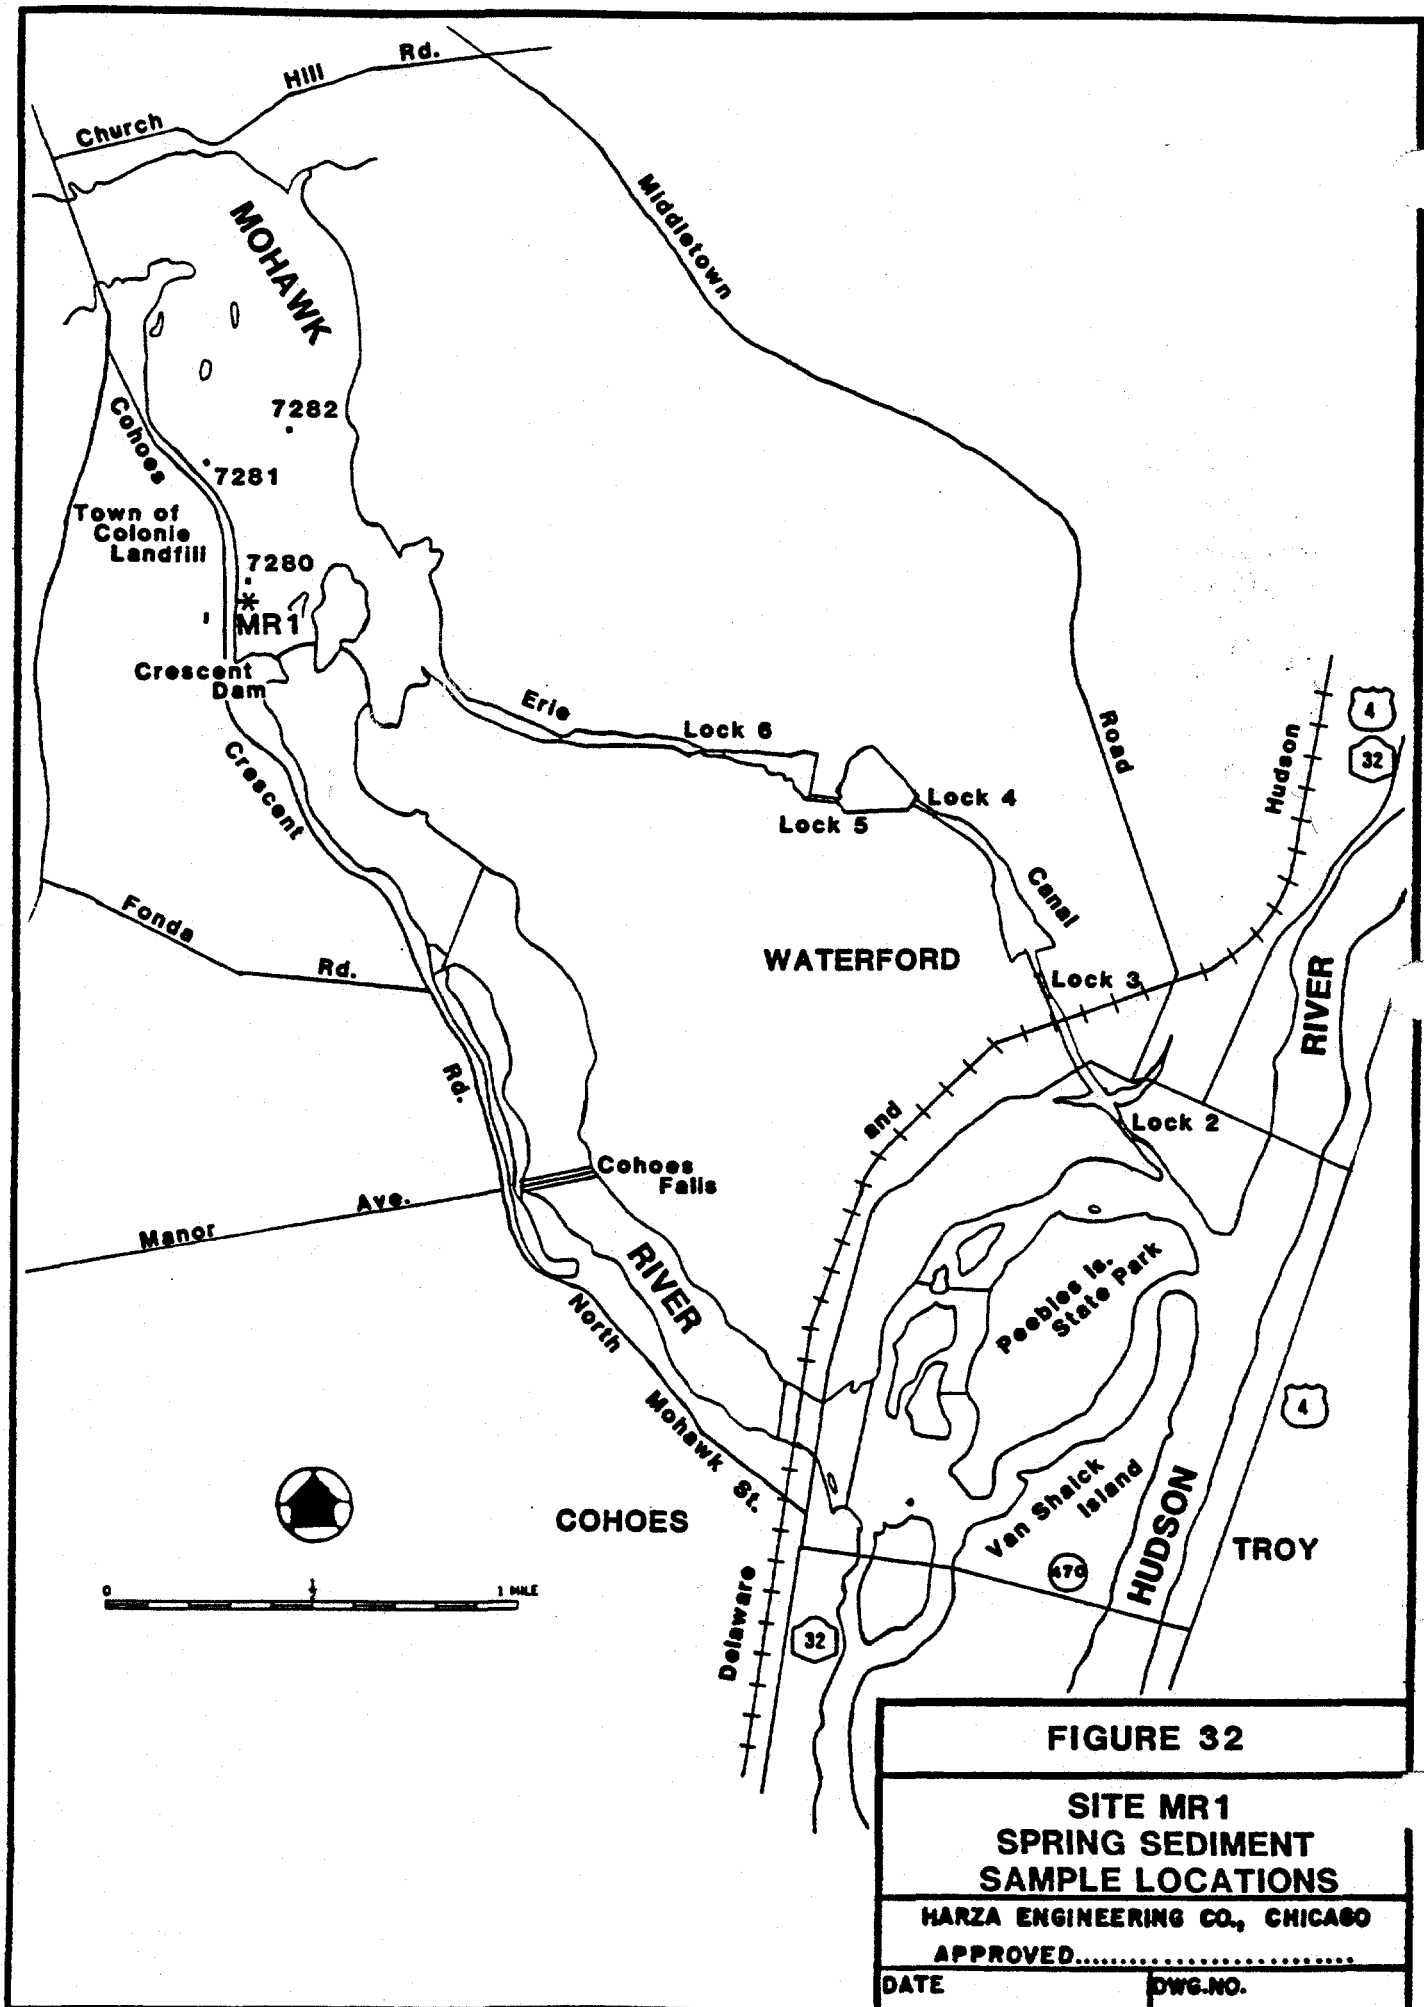 Church Hill Rd.
MOHAWK
Middletown
7282
Cohoes
7281
Town of
Colonie
Landfill
7280
MR1
Crescent
Dam
Erie
Lock 6
Road
Hudson
4
32
Crescent
Lock 5
Lock 4
Canal
Fonda Rd.
WATERFORD
Lock 3
RIVER
Rd.
and
Lock 2
Cohoes
Falls
Manor Ave.
RIVER
Peebles Is.
State Park
North
Mohawk St.
4
Van Shaick
Island
HUDSON
COHOES
TROY
470
0
1 MILE
Delaware
32
FIGURE 32
SITE MR1
SPRING SEDIMENT
SAMPLE LOCATIONS
HARZA ENGINEERING CO., CHICAGO
APPROVED..........................
DATE
DWG.NO.